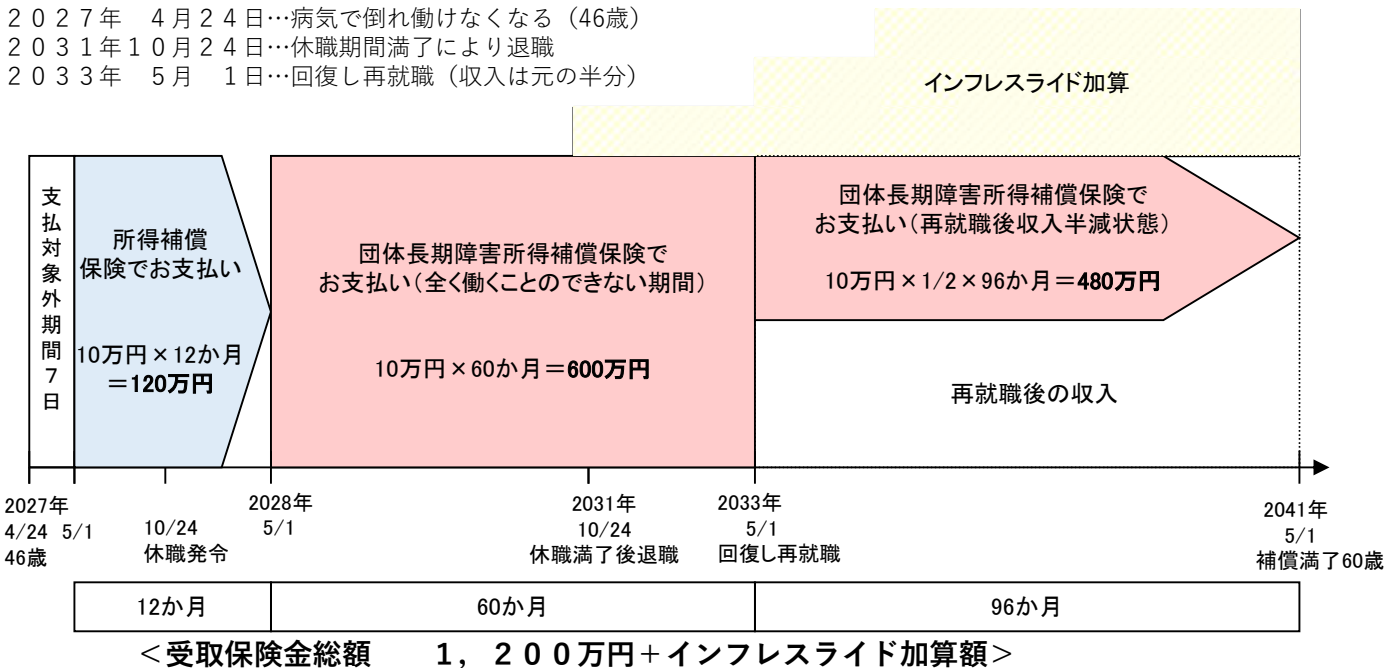 ２０２７年　４月２４日…病気で倒れ働けなくなる（46歳）
２０３１年１０月２４日…休職期間満了により退職
２０３３年　５月　１日…回復し再就職（収入は元の半分）
インフレスライド加算
支払対象外期間７日
所得補償
保険でお支払い
10万円×12か月
＝120万円
団体長期障害所得補償保険で
お支払い（全く働くことのできない期間）
10万円×60か月＝600万円
団体長期障害所得補償保険で
お支払い（再就職後収入半減状態）
10万円×1/2×96か月＝480万円
再就職後の収入
2027年
4/24 5/1
46歳
10/24
休職発令
2028年
5/1
2031年
10/24
休職満了後退職
2033年
5/1
回復し再就職
2041年
5/1
補償満了60歳
12か月
60か月
96か月
＜受取保険金総額　１，２００万円＋インフレスライド加算額＞